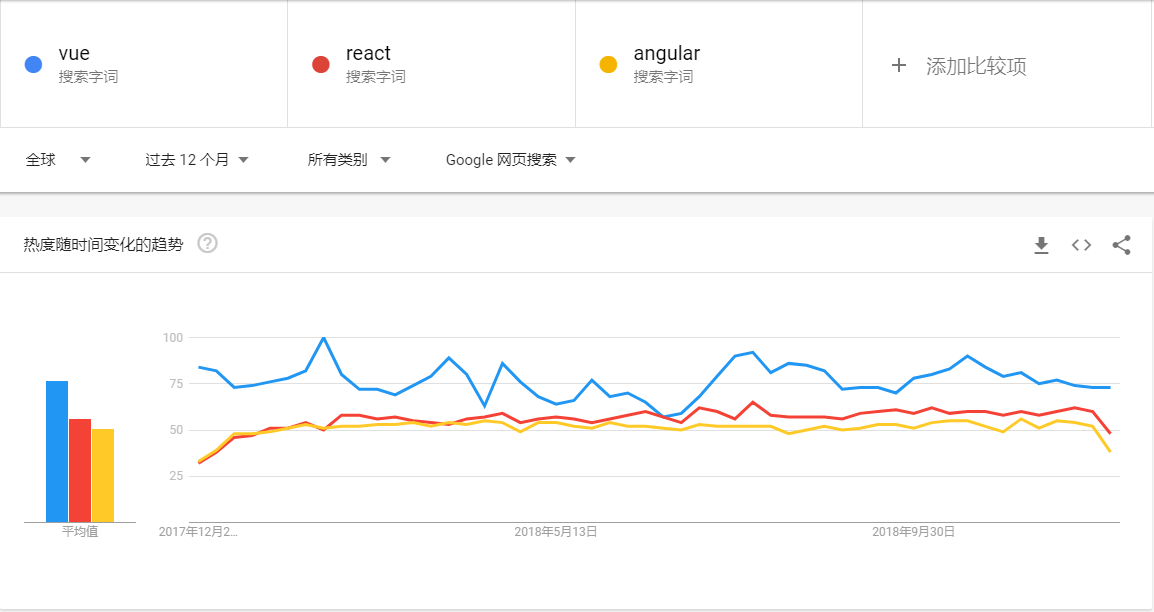 vue
搜索字词
react
搜索字词
angular
搜索字词
+ 添加比较项
全球
过去 12 个月
所有类别
Google 网页搜索
热度随时间变化的趋势 ?
100
75
50
25
平均值
2017年12月2...
2018年5月13日
2018年9月30日